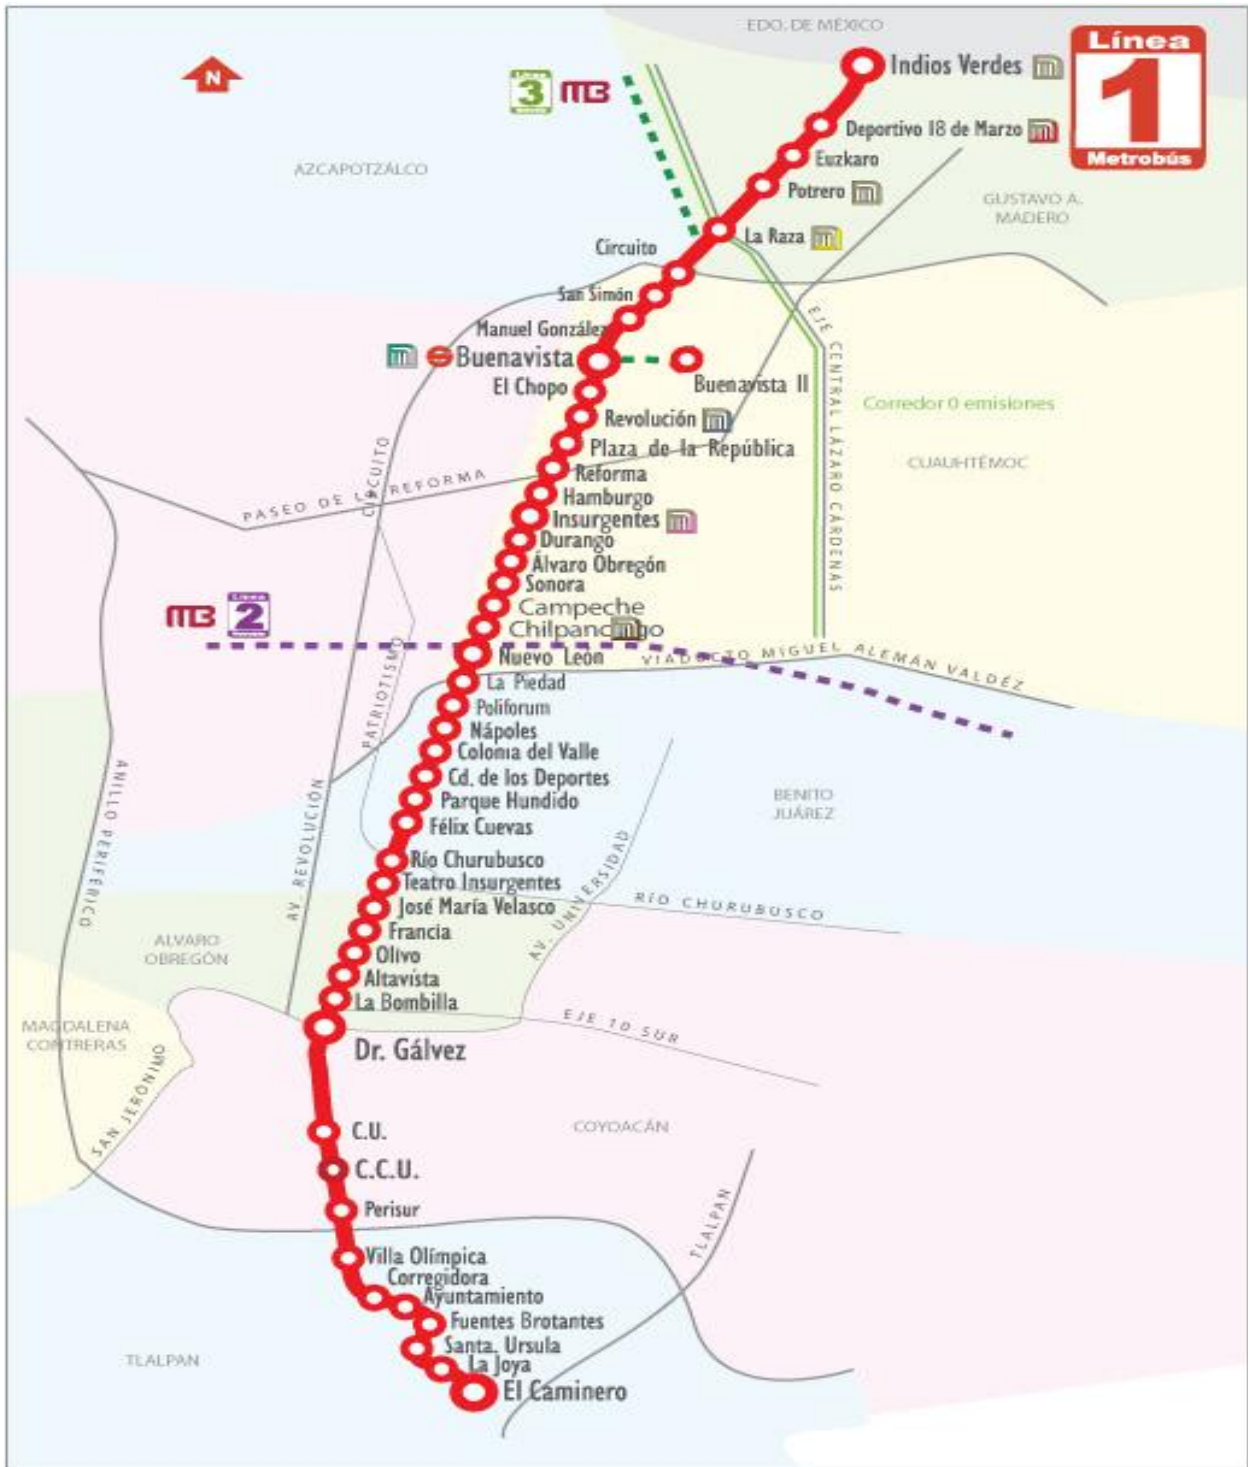 EDO. DE MÉXICO
Línea
1
Metrobús
N
Línea
3
MB
Indios Verdes
Deportivo 18 de Marzo
Euzkaro
Potrero
AZCAPOTZÁLCO
GUSTAVO A.
MADERO
La Raza
Círcuito
San Simón
Manuel González
Buenavista
Buenavista II
El Chopo
Revolución
Plaza de la República
Reforma
Hamburgo
Insurgentes
Durango
Álvaro Obregón
Sonora
Campeche
Chilpancingo
Nuevo León
La Piedad
Poliforum
Nápoles
Colonia del Valle
Cd. de los Deportes
Parque Hundido
Félix Cuevas
Río Churubusco
Teatro Insurgentes
José María Velasco
Francia
Olivo
Altavísta
La Bombilla
Dr. Gálvez
C.U.
C.C.U.
Perisur
Villa Olímpica
Corregidora
Ayuntamiento
Fuentes Brotantes
Santa. Ursula
La Joya
El Caminero
Corredor 0 emisiones
EJE CENTRAL LÁZARO CÁRDENAS
CUAUHTÉMOC
CIRCUITO
PASEO DE LA REFORMA
MB
Línea
2
PATRIOTISMO
VIADUCTO MIGUEL ALEMÁN VALDÉZ
ANILLO PERIFÉRICO
AV. REVOLUCIÓN
BENITO
JUÁREZ
AV. UNIVERSIDAD
RÍO CHURUBUSCO
ALVARO
OBREGÓN
MAGDALENA
CONTRERAS
EJE 10 SUR
SAN JERÓNIMO
COYOACÁN
TLALPAN
TLALPAN